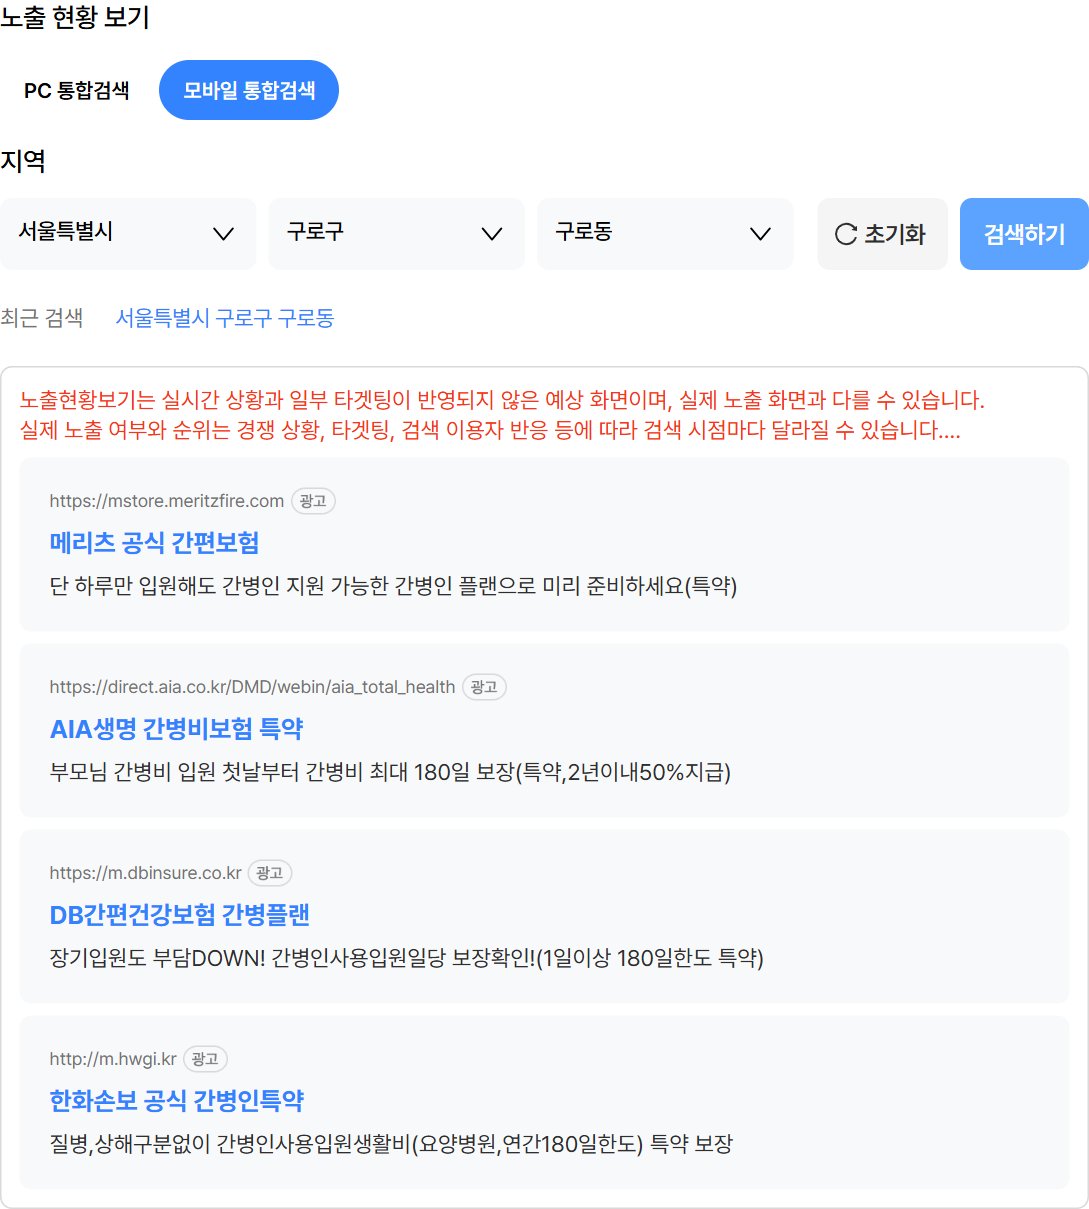 노출 현황 보기
PC 통합검색 모바일 통합검색
지역
서울특별시 구로구 구로동 초기화 검색하기
최근 검색 서울특별시 구로구 구로동
노출현황보기는 실시간 상황과 일부 타겟팅이 반영되지 않은 예상 화면이며, 실제 노출 화면과 다를 수 있습니다.
실제 노출 여부와 순위는 경쟁 상황, 타겟팅, 검색 이용자 반응 등에 따라 검색 시점마다 달라질 수 있습니다....
https://mstore.meritzfire.com 광고
메리츠 공식 간편보험
단 하루만 입원해도 간병인 지원 가능한 간병인 플랜으로 미리 준비하세요(특약)
https://direct.aia.co.kr/DMD/webin/aia_total_health 광고
AIA생명 간병비보험 특약
부모님 간병비 입원 첫날부터 간병비 최대 180일 보장(특약,2년이내50%지급)
https://m.dbinsure.co.kr 광고
DB간편건강보험 간병플랜
장기입원도 부담DOWN! 간병인사용입원일당 보장확인!(1일이상 180일한도 특약)
http://m.hwgi.kr 광고
한화손보 공식 간병인특약
질병,상해구분없이 간병인사용입원생활비(요양병원,연간180일한도) 특약 보장